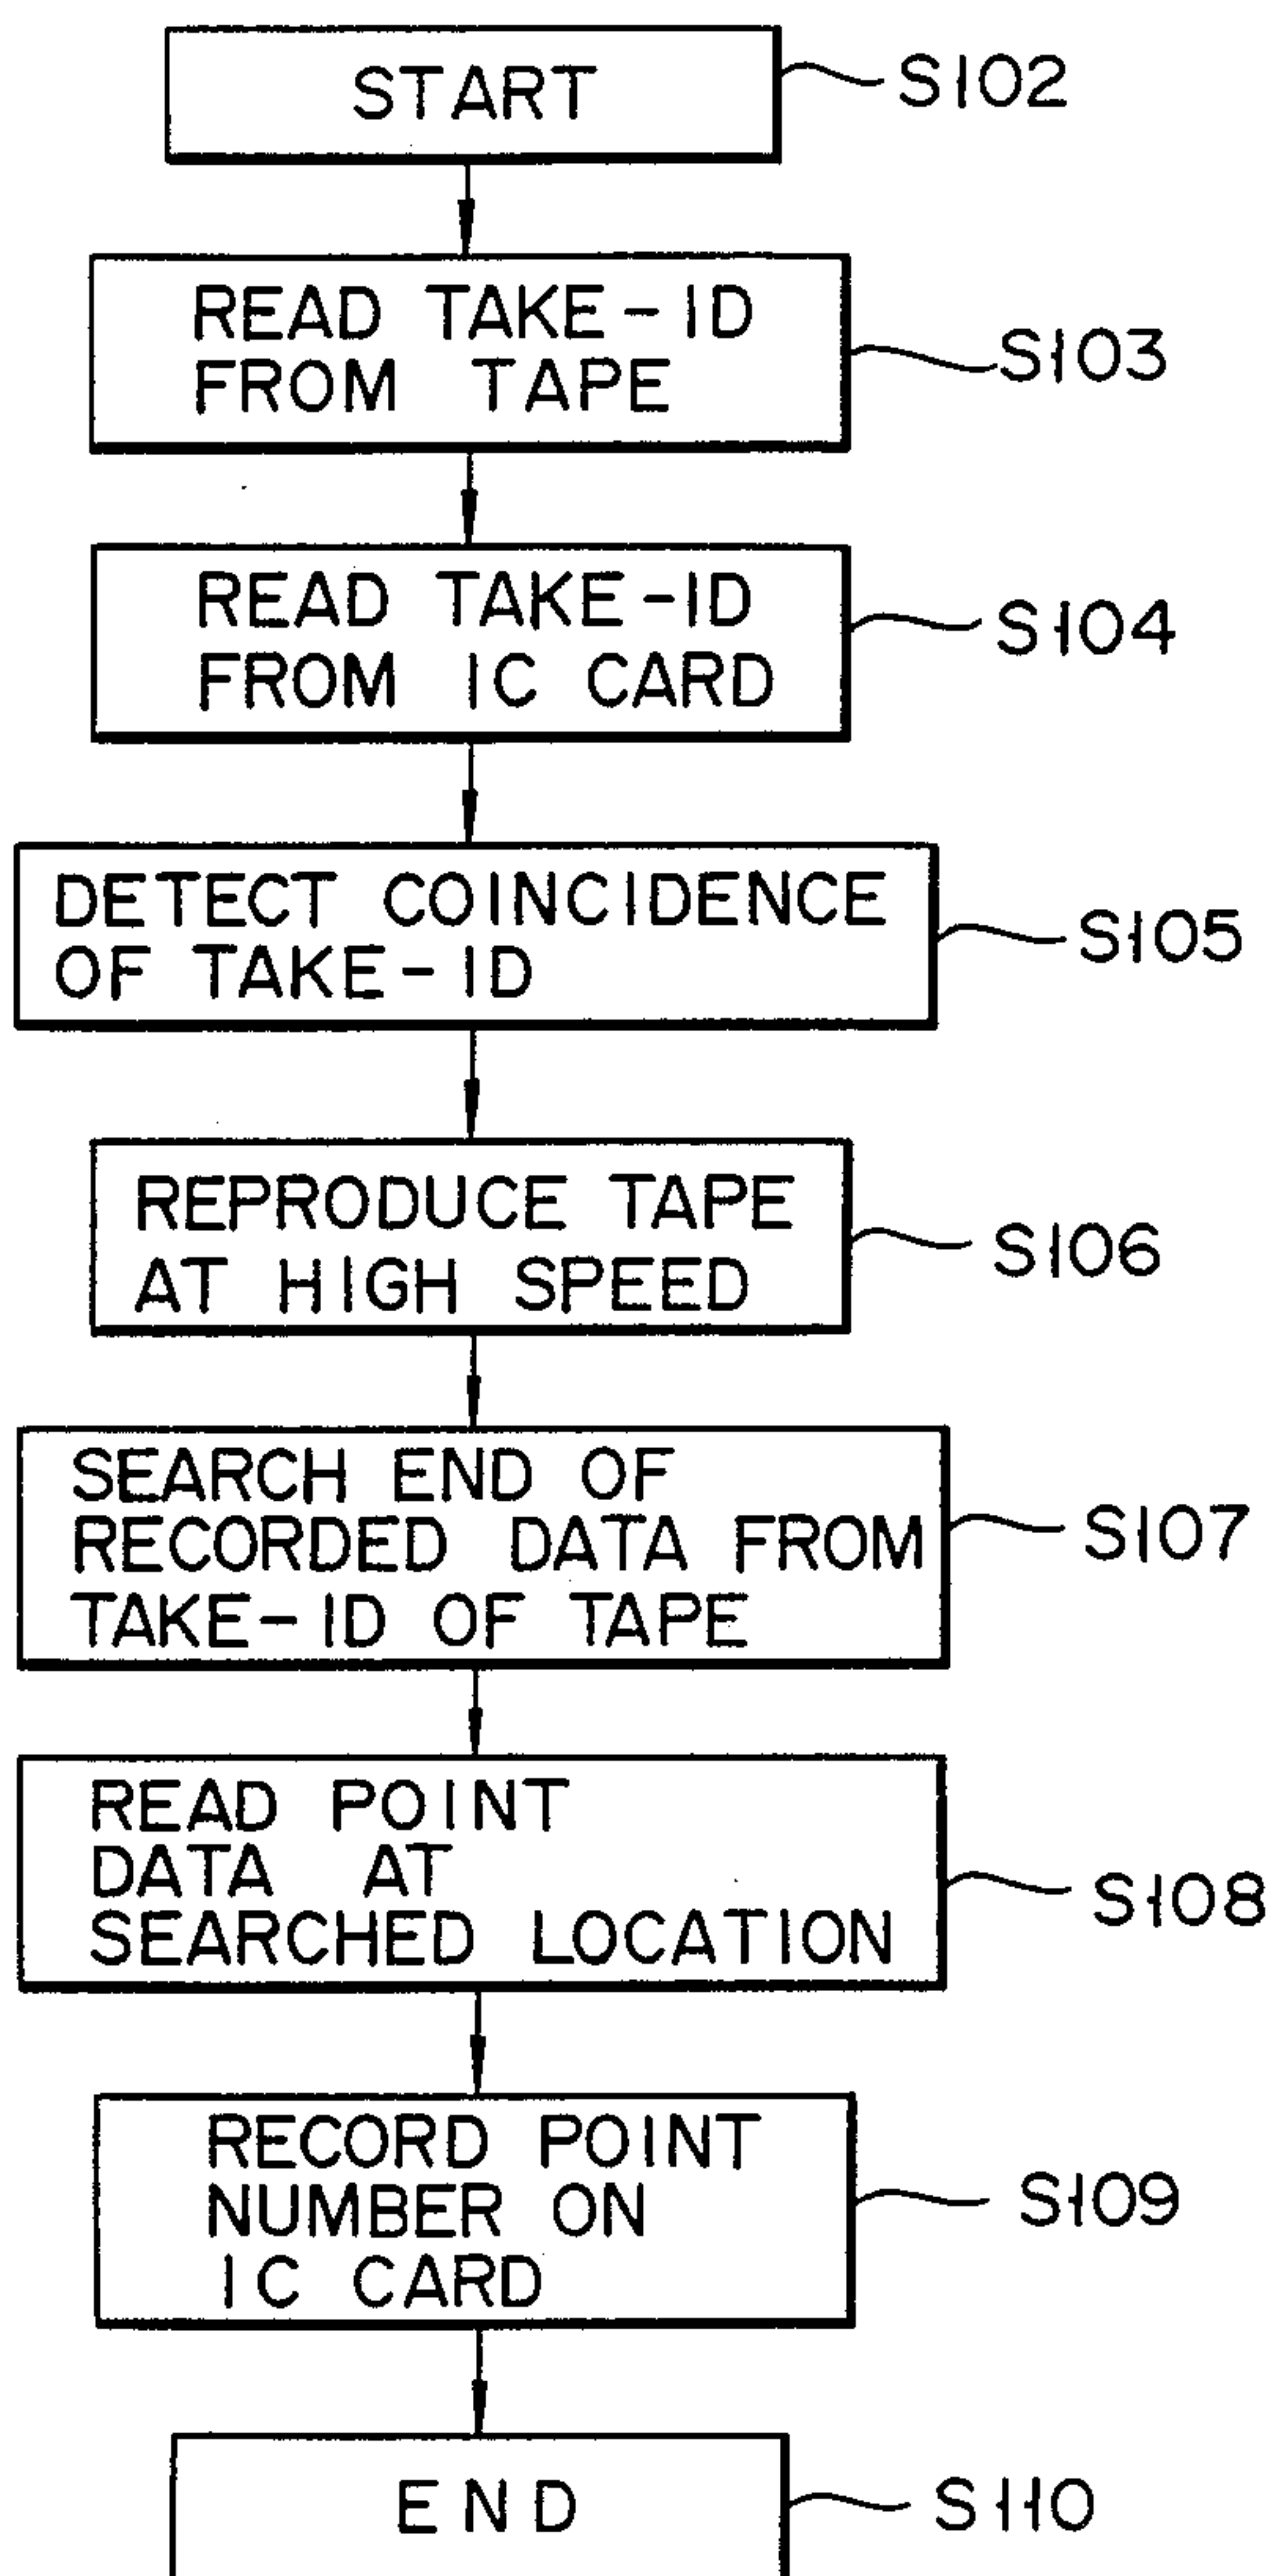 START
S102
READ TAKE-ID
FROM TAPE
S103
READ TAKE-ID
FROM IC CARD
S104
DETECT COINCIDENCE
OF TAKE-ID
S105
REPRODUCE TAPE
AT HIGH SPEED
S106
SEARCH END OF
RECORDED DATA FROM
TAKE-ID OF TAPE
S107
READ POINT
DATA AT
SEARCHED LOCATION
S108
RECORD POINT
NUMBER ON
IC CARD
S109
END
S110